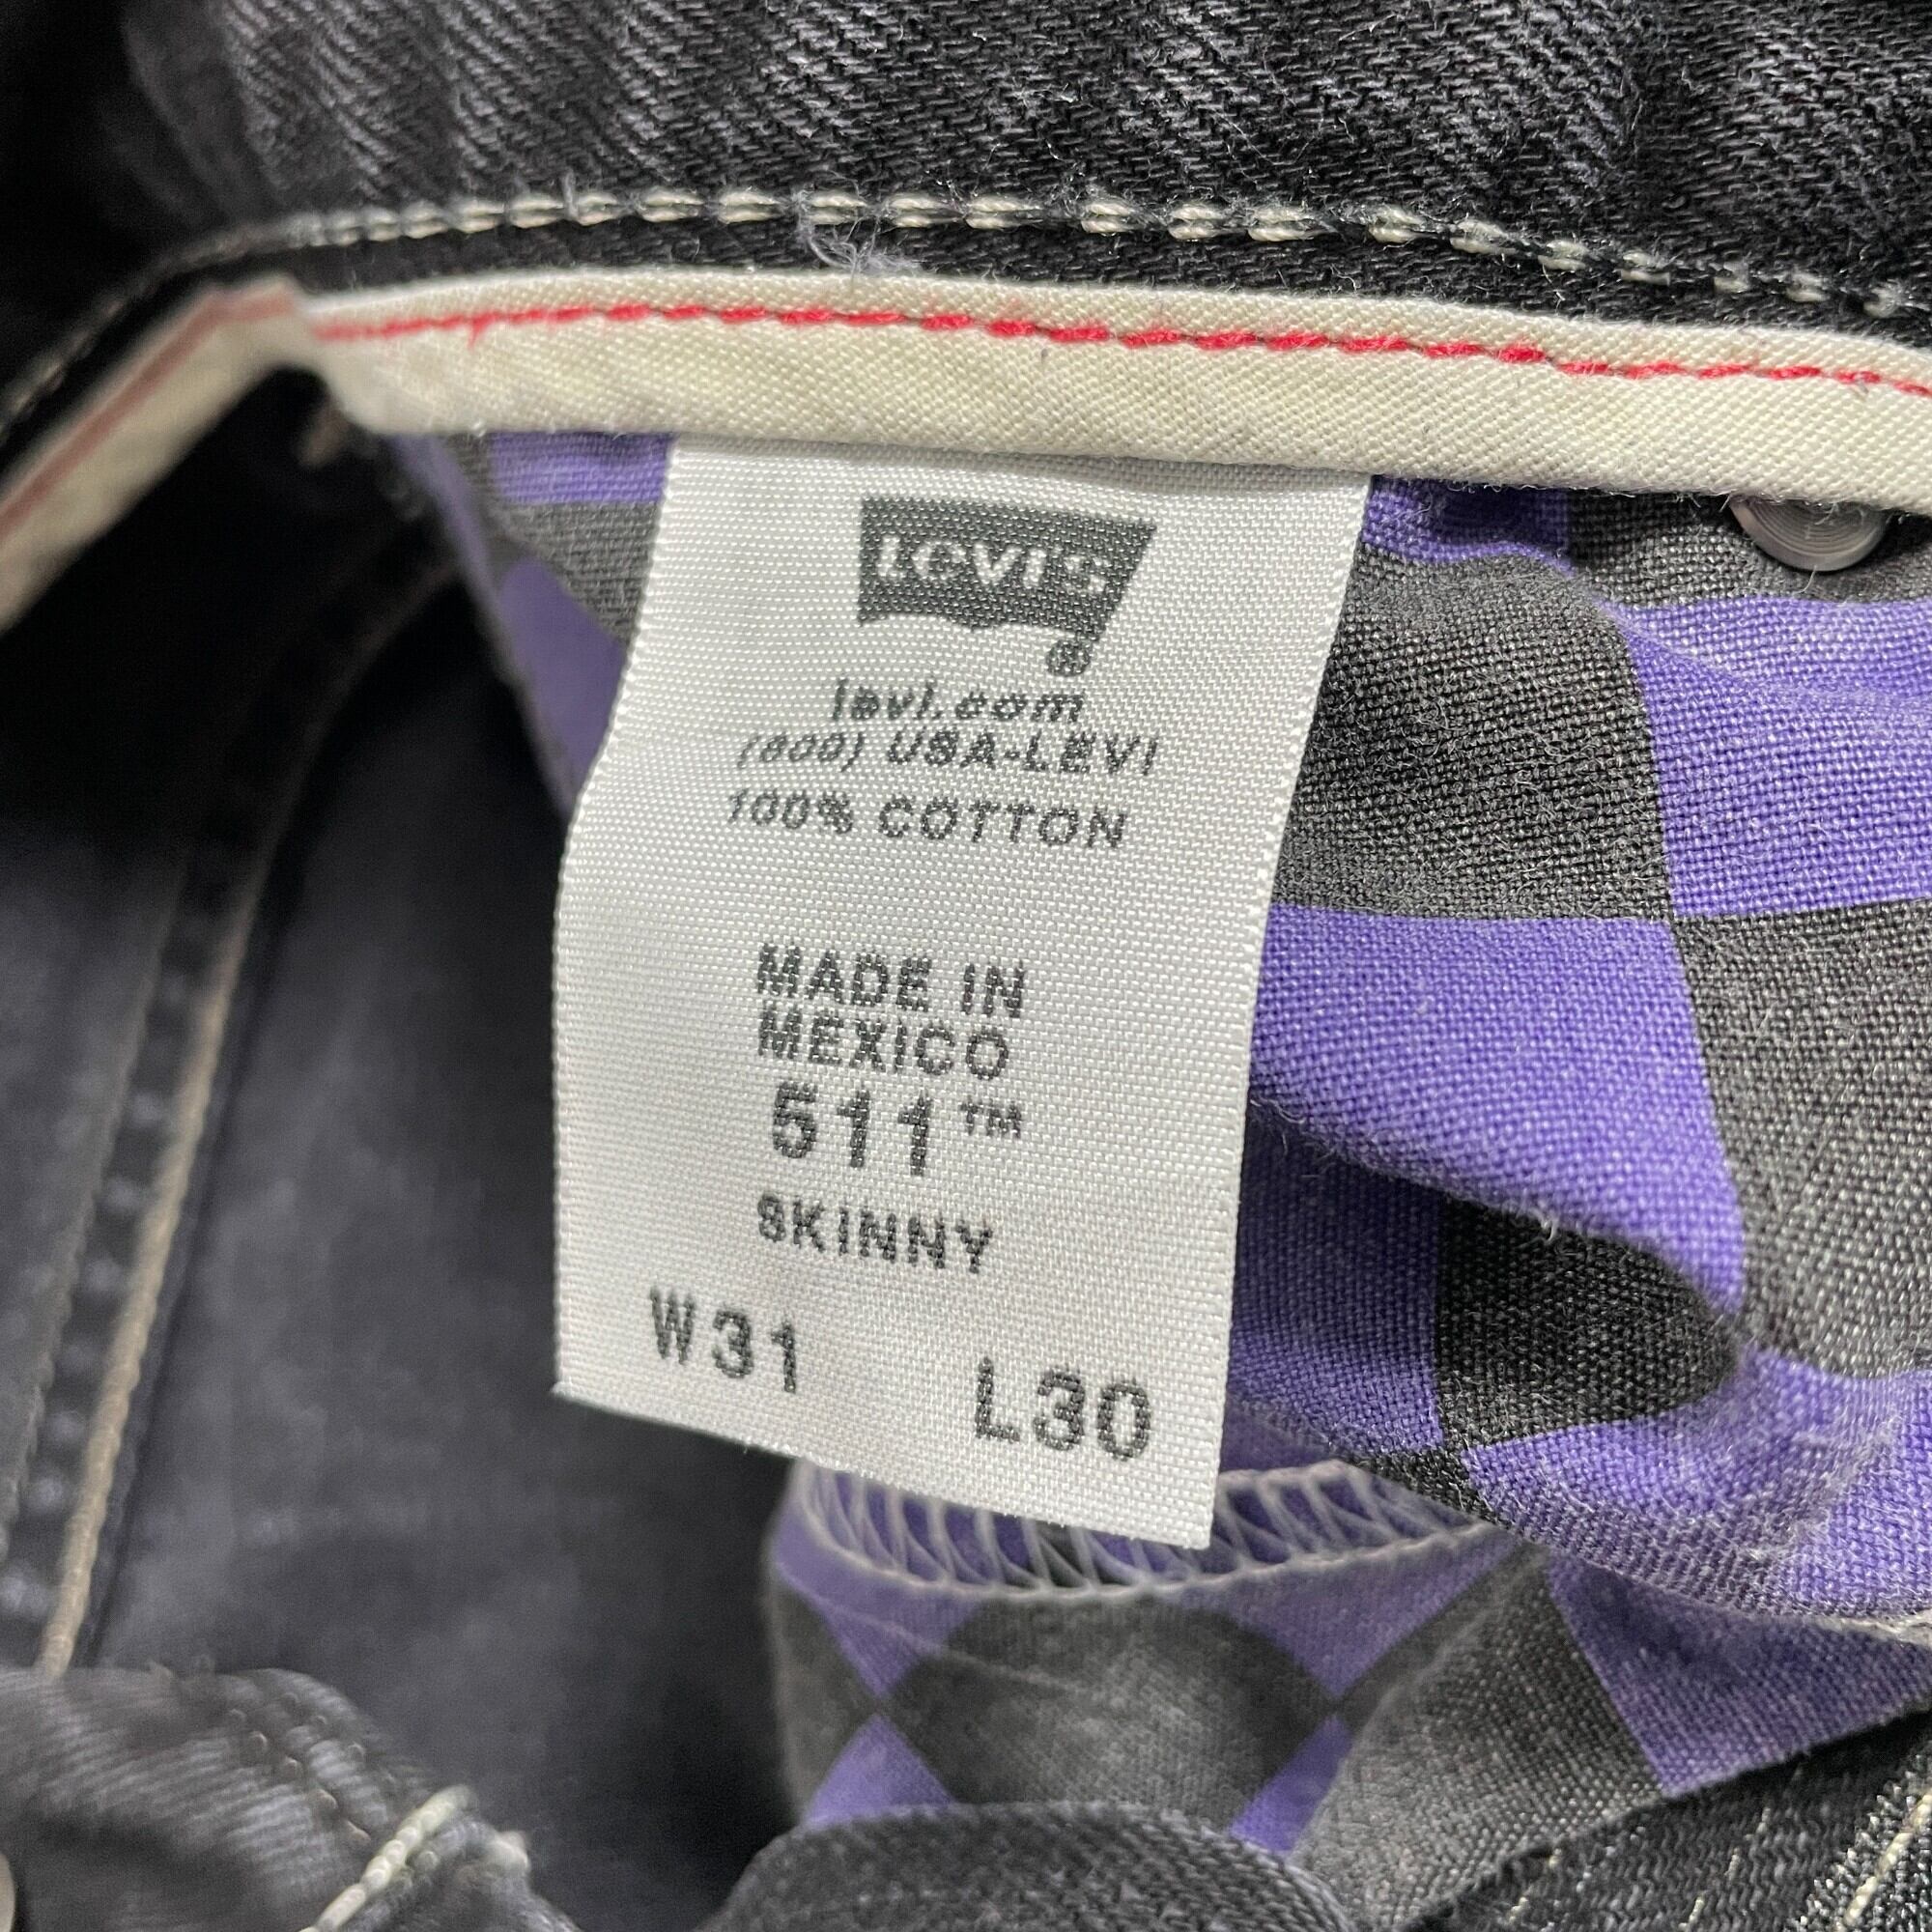 Levi's
®
levi.com
(800) USA-LEVI
100% COTTON
MADE IN
MEXICO
511™
SKINNY
W31 L30